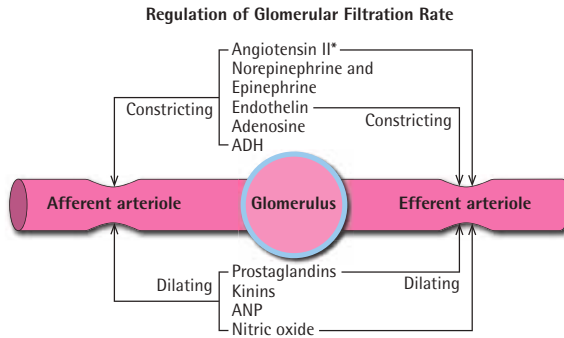 Regulation of Glomerular Filtration Rate
Angiotensin II*
Norepinephrine and
Epinephrine
Constricting
Endothelin
Constricting
Adenosine
ADH
Afferent arteriole
Glomerulus
Efferent arteriole
Prostaglandins
Dilating
Dilating
Kinins
ANP
Nitric oxide